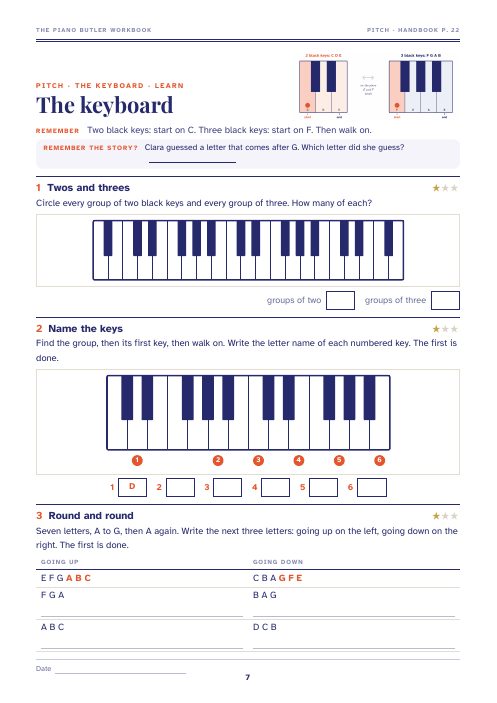 THE PIANO BUTLER WORKBOOK
PITCH · HANDBOOK P. 22
2 black keys: C D E
3 black keys: F G A B
start
end
start
end
PITCH · THE KEYBOARD · LEARN
The keyboard
REMEMBER Two black keys: start on C. Three black keys: start on F. Then walk on.
REMEMBER THE STORY? Clara guessed a letter that comes after G. Which letter did she guess?
1 Twos and threes
Circle every group of two black keys and every group of three. How many of each?
groups of two
groups of three
2 Name the keys
Find the group, then its first key, then walk on. Write the letter name of each numbered key. The first is
done.
1 2 3 4 5 6
1 D 2 3 4 5 6
3 Round and round
Seven letters, A to G, then A again. Write the next three letters: going up on the left, going down on the
right. The first is done.
GOING UP GOING DOWN
E F G A B C C B A G F E
F G A B A G
A B C D C B
Date
7